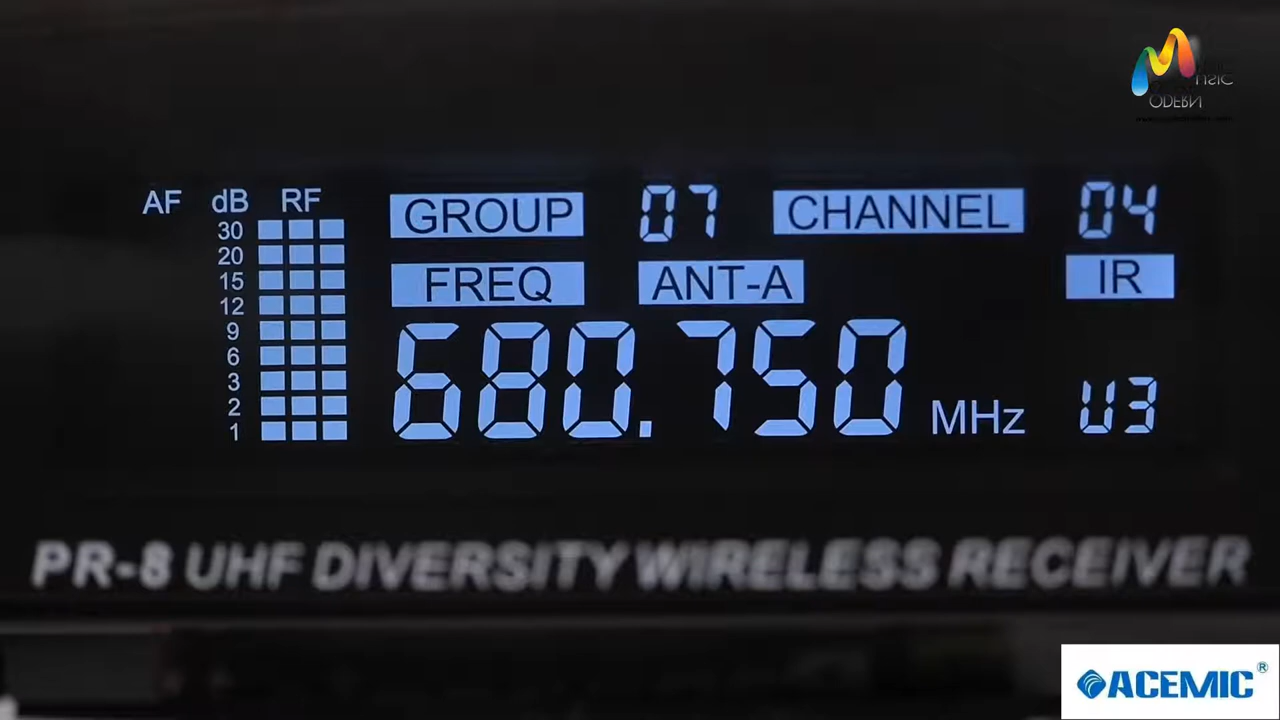 AF dB RF
30
20
15
12
9
6
3
2
1
GROUP 07 CHANNEL 04
FREQ ANT-A IR
680.750 MHz U3
PR-8 UHF DIVERSITY WIRELESS RECEIVER
ACEMIC®